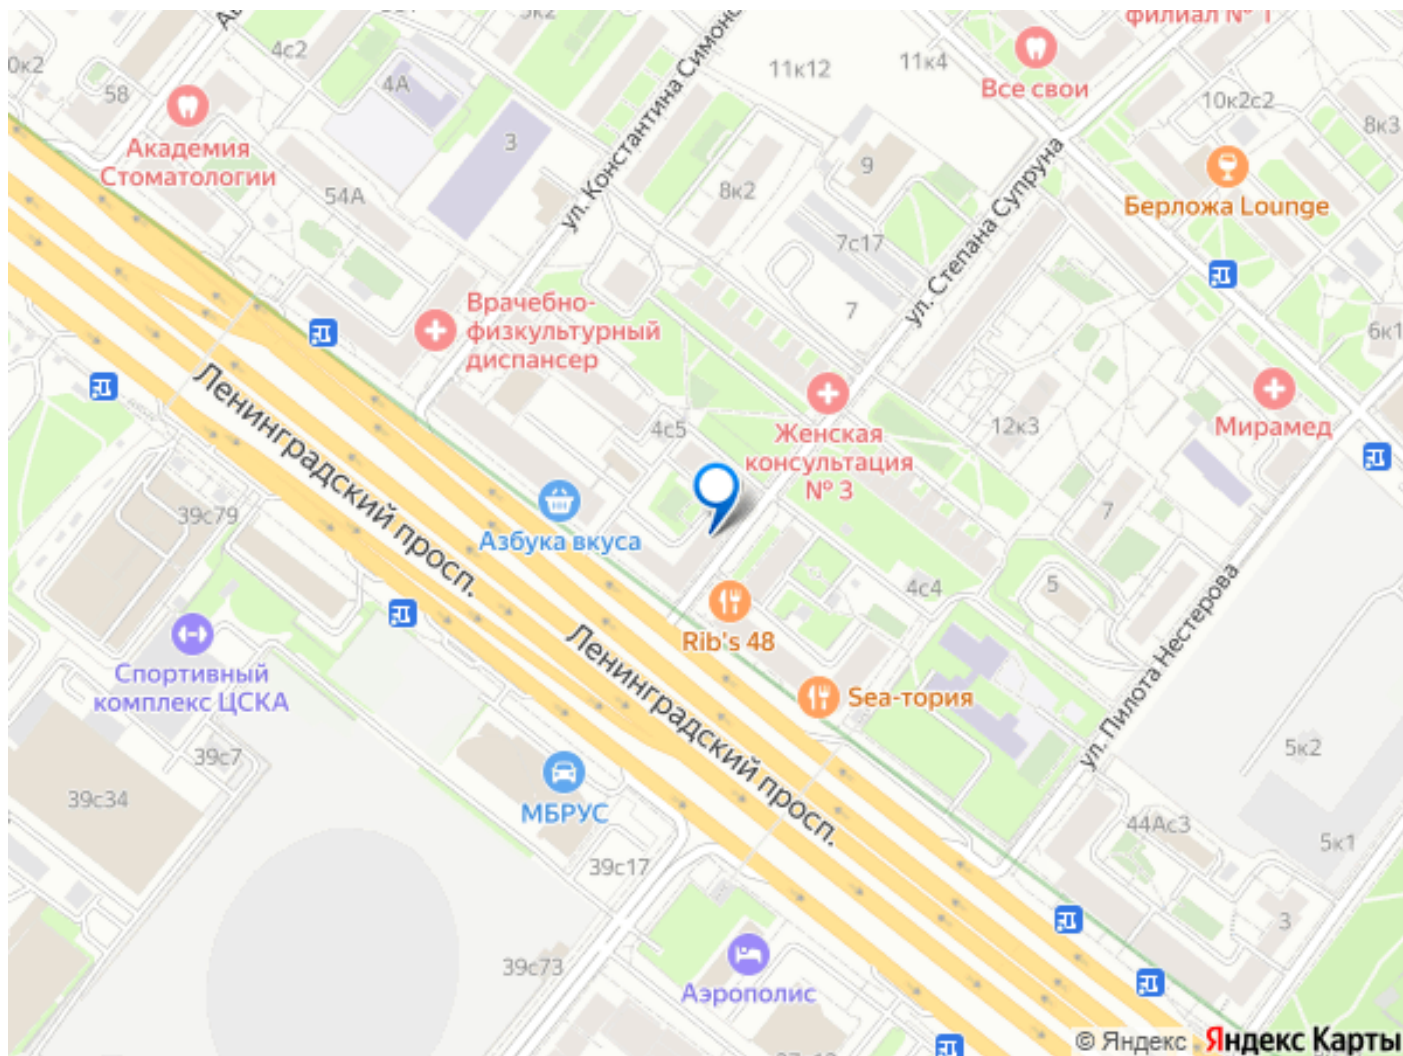 филиал № 1
5к2
4с2
0к2
58
4А
3
11к12
11к4
Все свои
10к2с2
8к3
Академия
Стоматологии
54А
ул. Константина Симоно
8к2
9
ул. Степана Супруна
Берложа Lounge
7с17
7
Врачебно-
физкультурный
диспансер
6к1
Ленинградский просп.
4с5
Женская
консультация
№ 3
12к3
Мирамед
39с79
Азбука вкуса
7
4с4
5
Rib's 48
Sea-тория
ул. Пилота Нестерова
Спортивный
комплекс ЦСКА
Ленинградский просп.
39с7
39с34
МБРУС
5к2
44Ас3
5к1
39с17
3
39с73
Аэрополис
© Яндекс Яндекс Карты